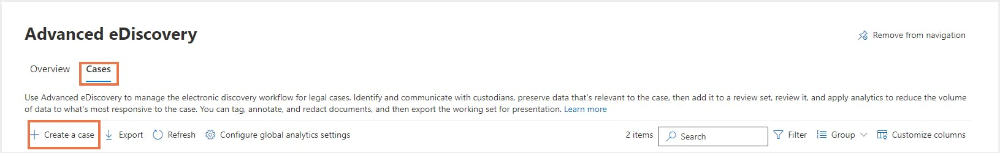 Advanced eDiscovery
Remove from navigation
Overview Cases
Use Advanced eDiscovery to manage the electronic discovery workflow for legal cases. Identify and communicate with custodians, preserve data that's relevant to the case, then add it to a review set, review it, and apply analytics to reduce the volume
of data to what's most responsive to the case. You can tag, annotate, and redact documents, and then export the working set for presentation. Learn more
Create a case Export Refresh Configure global analytics settings 2 items Search Filter Group Customize columns